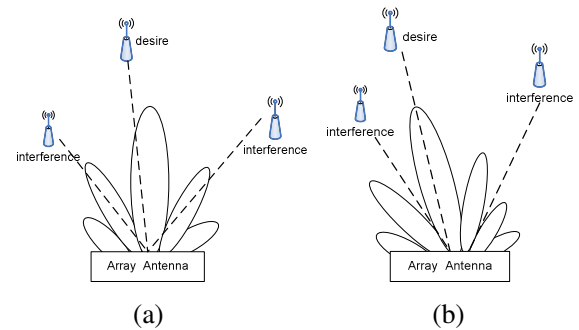 desire
interference
interference
Array Antenna
(a)
desire
interference
interference
Array Antenna
(b)